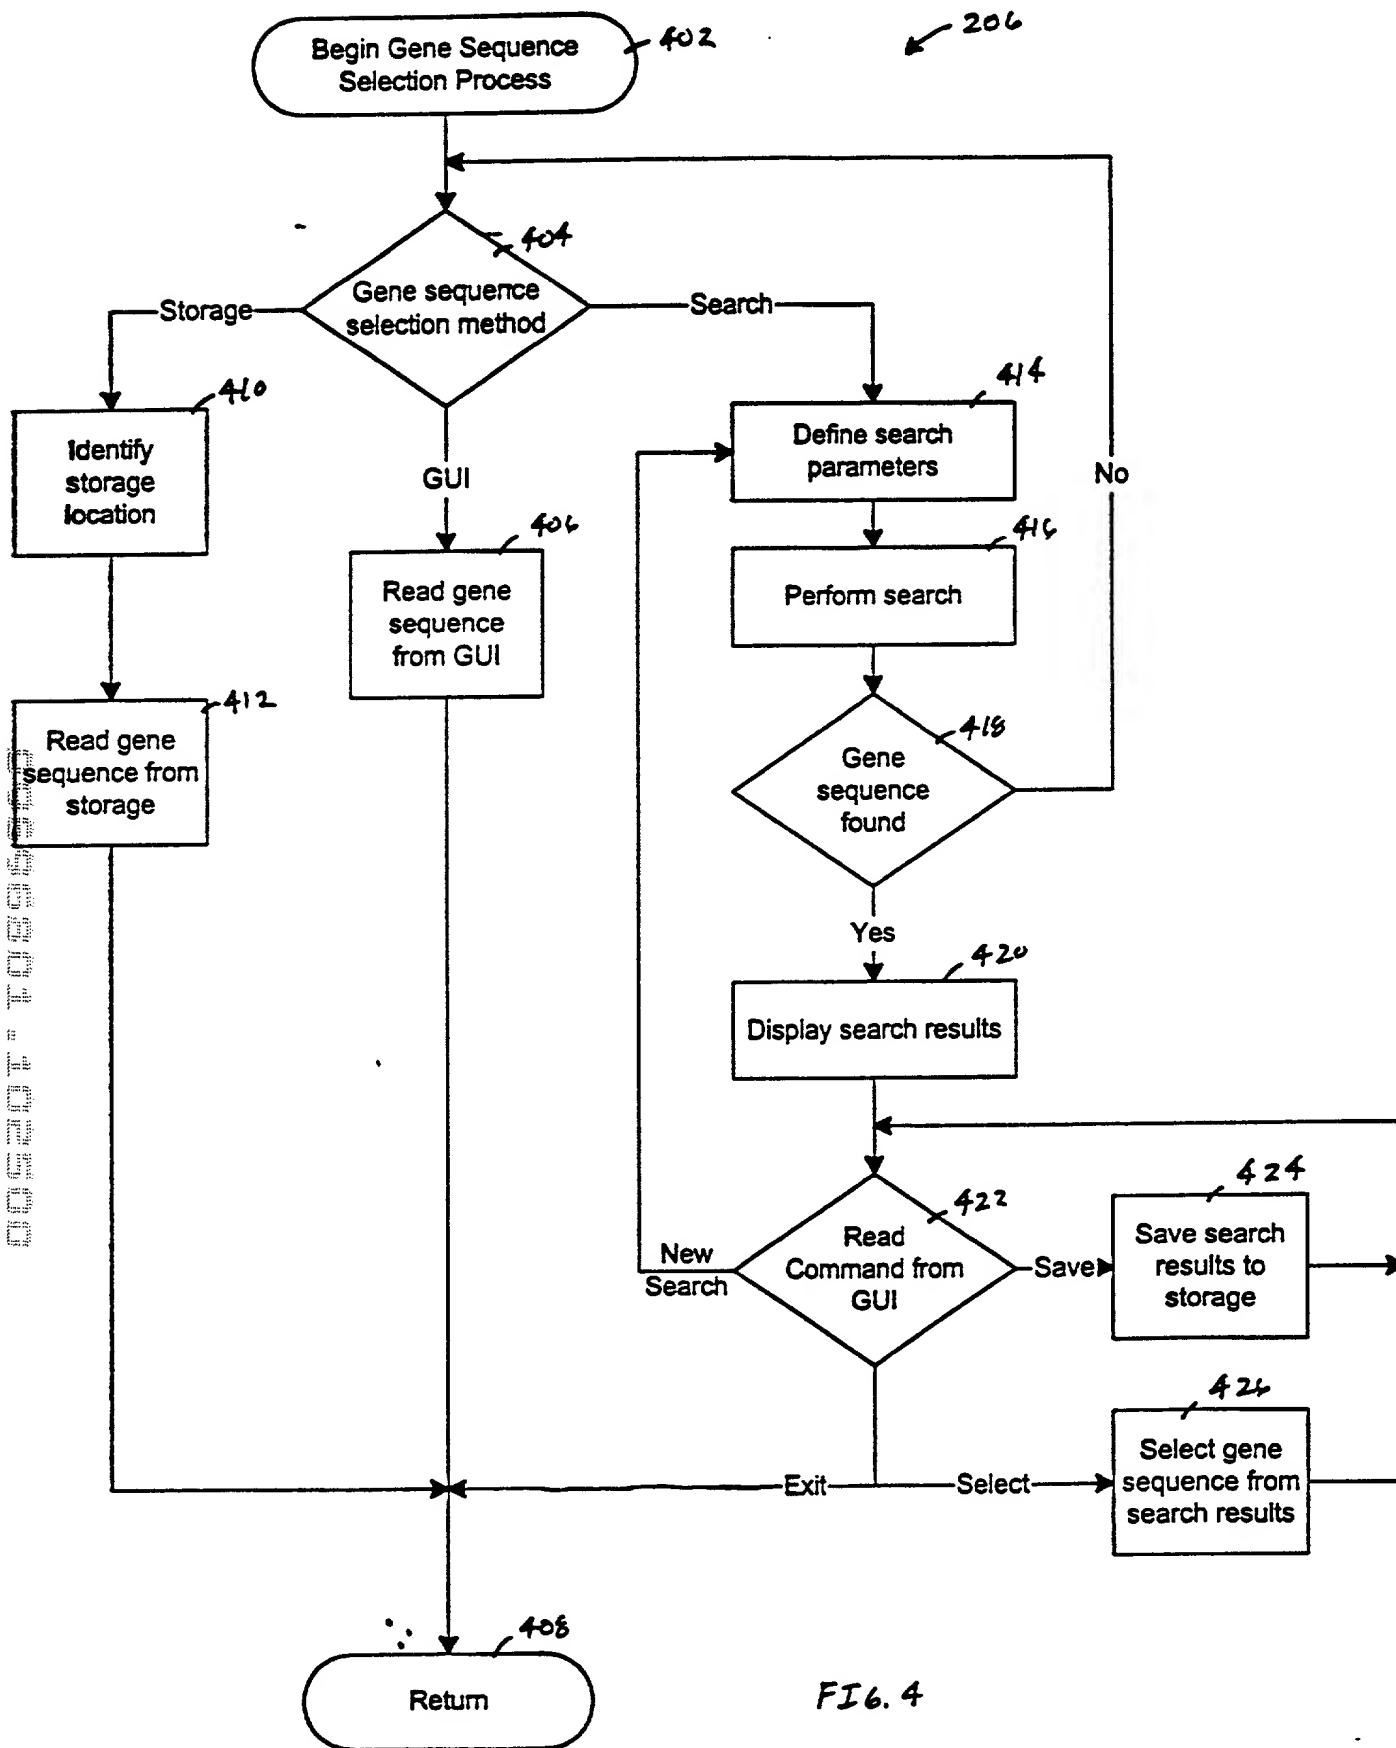 Begin Gene Sequence
Selection Process
402
206
404
Gene sequence
selection method
Storage
Search
GUI
410
Identify
storage
location
412
Read gene
sequence from
storage
406
Read gene
sequence
from GUI
414
Define search
parameters
416
Perform search
No
418
Gene
sequence
found
Yes
420
Display search results
422
Read
Command from
GUI
New
Search
Save
424
Save search
results to
storage
Exit
Select
426
Select gene
sequence from
search results
408
Return
FIG. 4